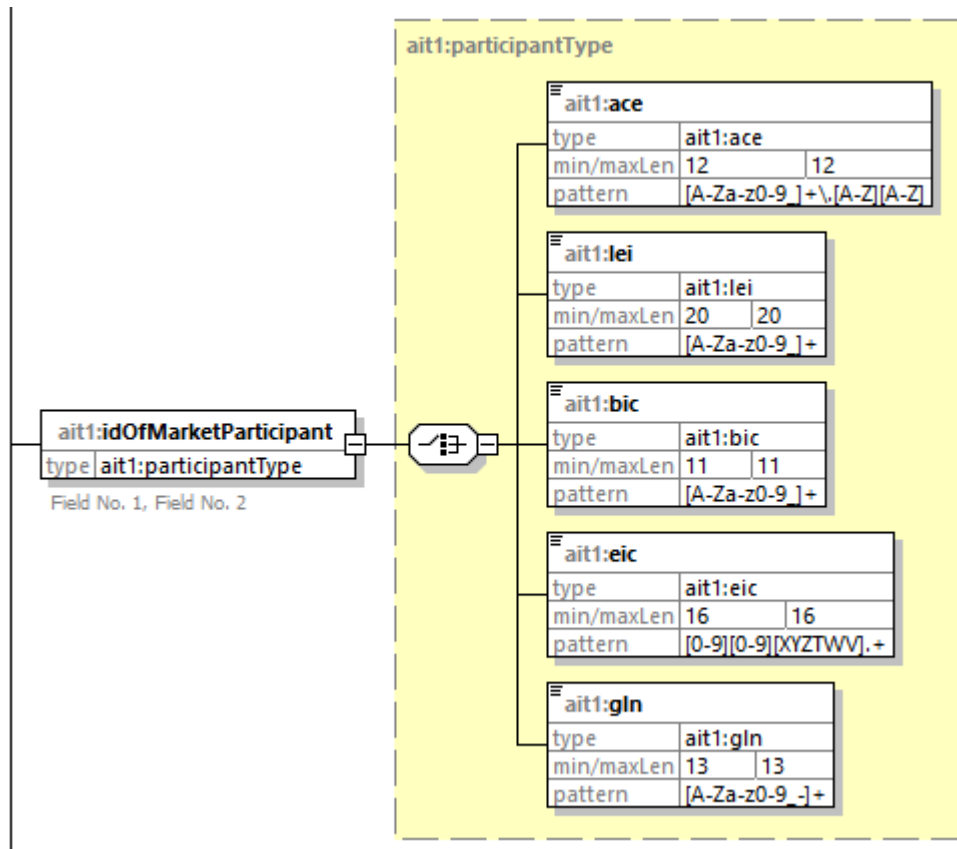 ait1:participantType
ait1:ace
type ait1:ace
min/maxLen 12 12
pattern [A-Za-z0-9_]+\.[A-Z][A-Z]
ait1:lei
type ait1:lei
min/maxLen 20 20
pattern [A-Za-z0-9_]+
ait1:bic
type ait1:bic
min/maxLen 11 11
pattern [A-Za-z0-9_]+
ait1:idOfMarketParticipant
type ait1:participantType
Field No. 1, Field No. 2
ait1:eic
type ait1:eic
min/maxLen 16 16
pattern [0-9][0-9][XYZTWV].+
ait1:gln
type ait1:gln
min/maxLen 13 13
pattern [A-Za-z0-9_-]+